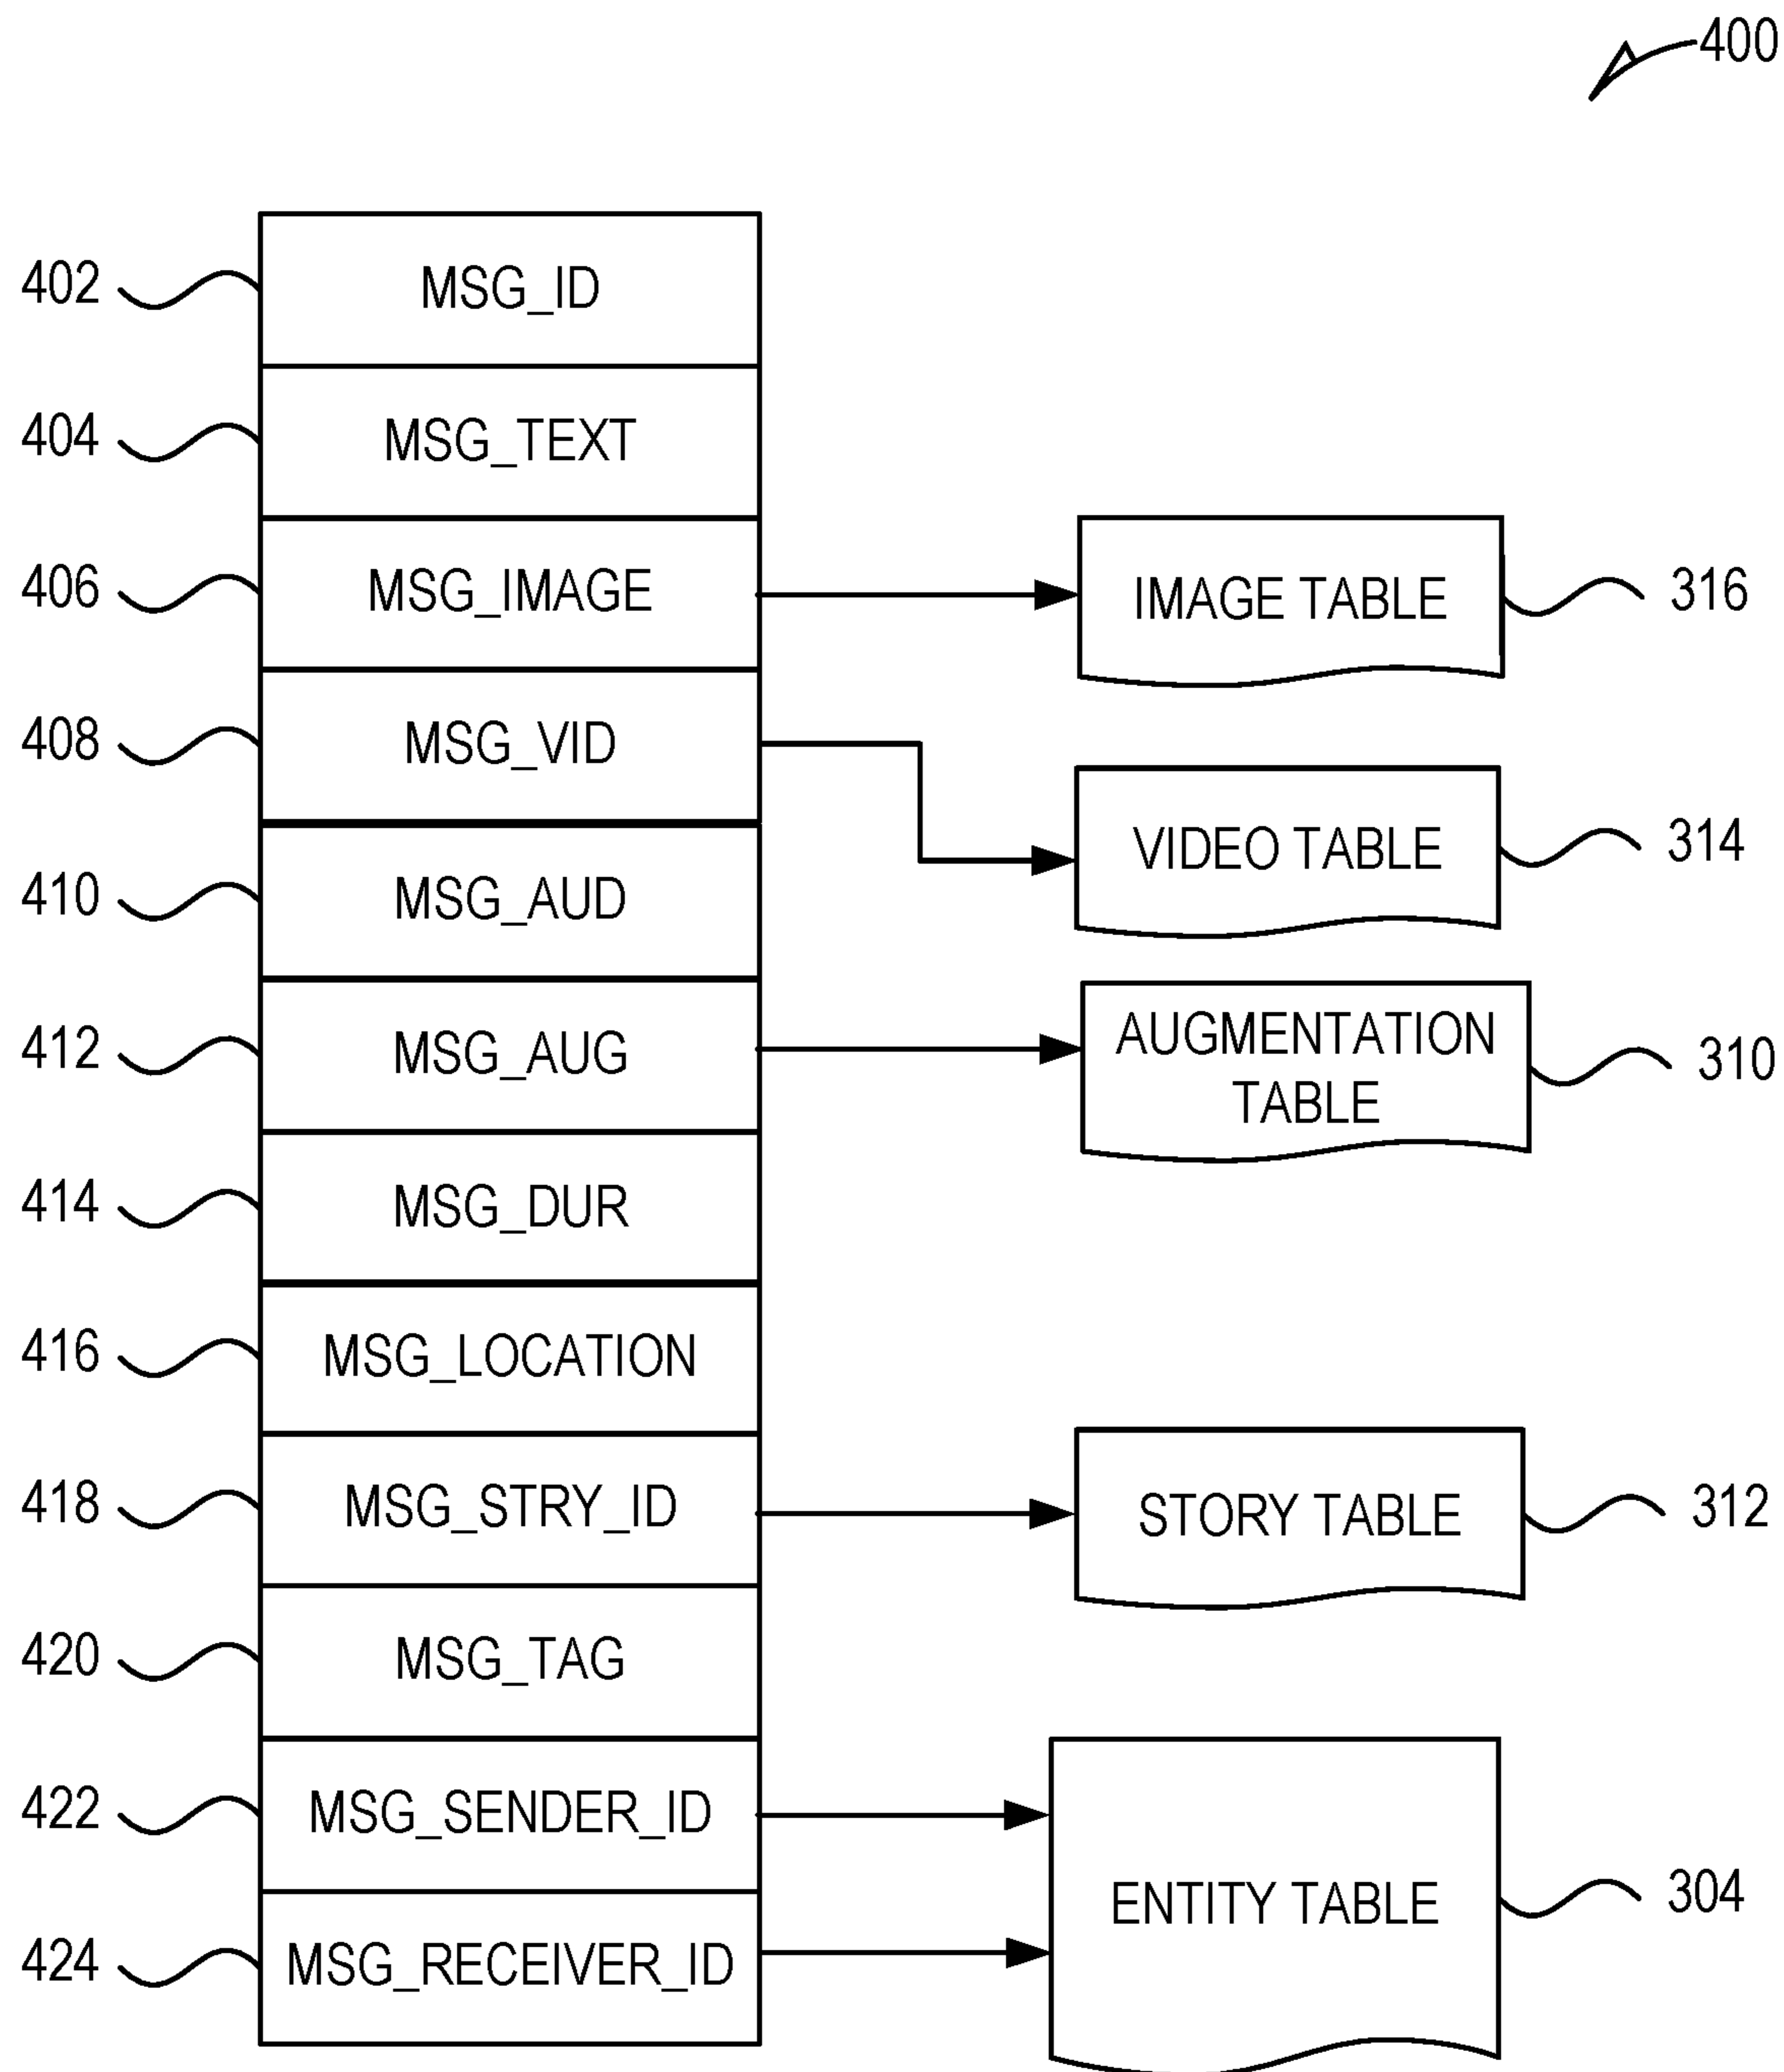 400
402 MSG_ID
404 MSG_TEXT
406 MSG_IMAGE IMAGE TABLE 316
408 MSG_VID
VIDEO TABLE 314
410 MSG_AUD
412 MSG_AUG
AUGMENTATION
TABLE
310
414 MSG_DUR
416 MSG_LOCATION
418 MSG_STRY_ID STORY TABLE 312
420 MSG_TAG
422 MSG_SENDER_ID
ENTITY TABLE 304
424 MSG_RECEIVER_ID